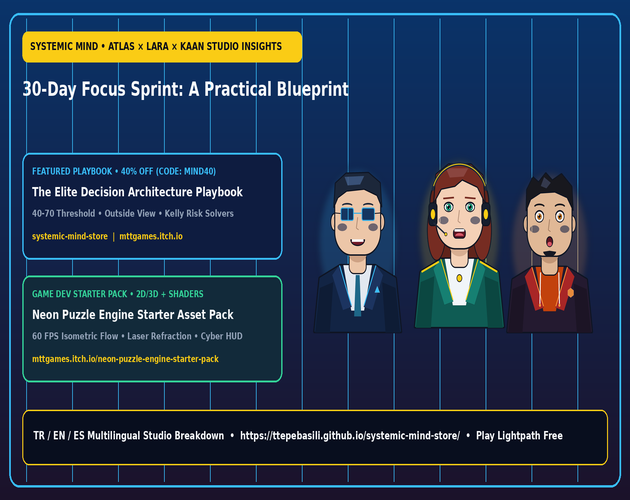 SYSTEMIC MIND • ATLAS × LARA × KAAN STUDIO INSIGHTS
30-Day Focus Sprint: A Practical Blueprint
FEATURED PLAYBOOK • 40% OFF (CODE: MIND40)
The Elite Decision Architecture Playbook
40-70 Threshold • Outside View • Kelly Risk Solvers
systemic-mind-store | mttgames.itch.io
GAME DEV STARTER PACK • 2D/3D + SHADERS
Neon Puzzle Engine Starter Asset Pack
60 FPS Isometric Flow • Laser Refraction • Cyber HUD
mttgames.itch.io/neon-puzzle-engine-starter-pack
TR / EN / ES Multilingual Studio Breakdown • https://ttepebasili.github.io/systemic-mind-store/ • Play Lightpath Free